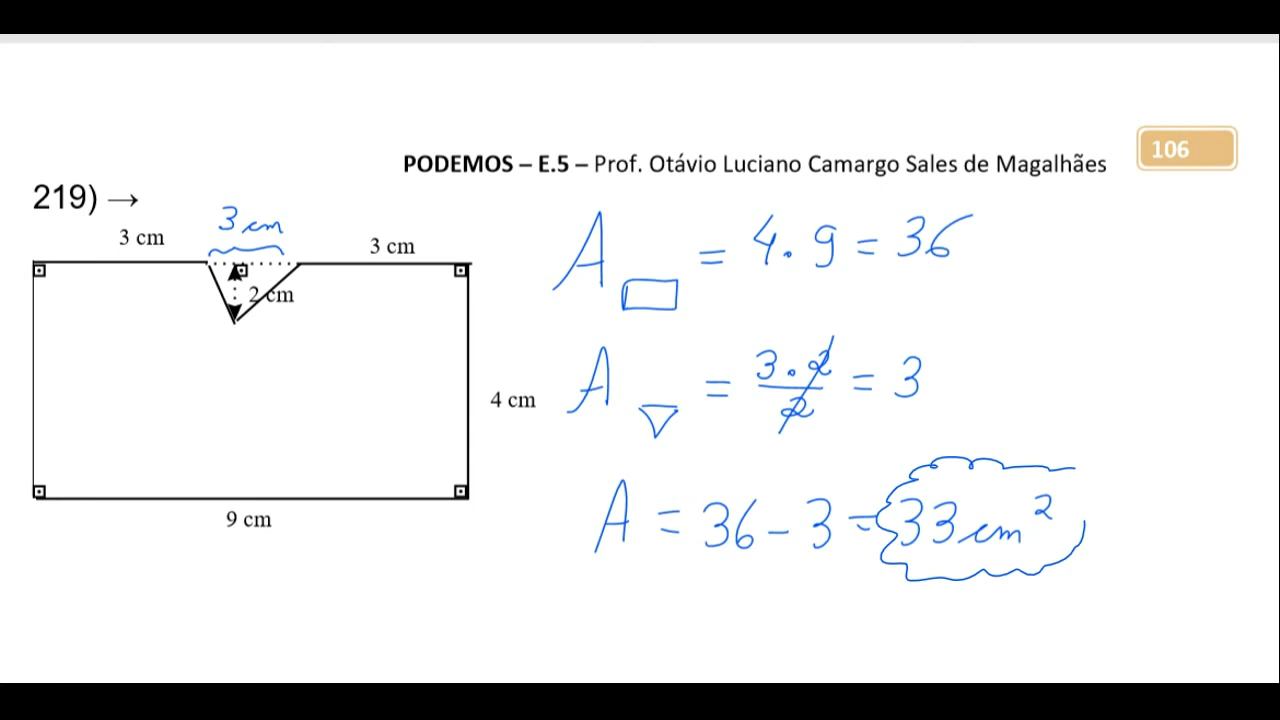 106
PODEMOS – E.5 – Prof. Otávio Luciano Camargo Sales de Magalhães
219) →
3 cm
3 cm
3 cm
2 cm
4 cm
9 cm
A▭ = 4.9 = 36
A▽ = 3.2/2 = 3
A = 36 - 3 = 33 cm²